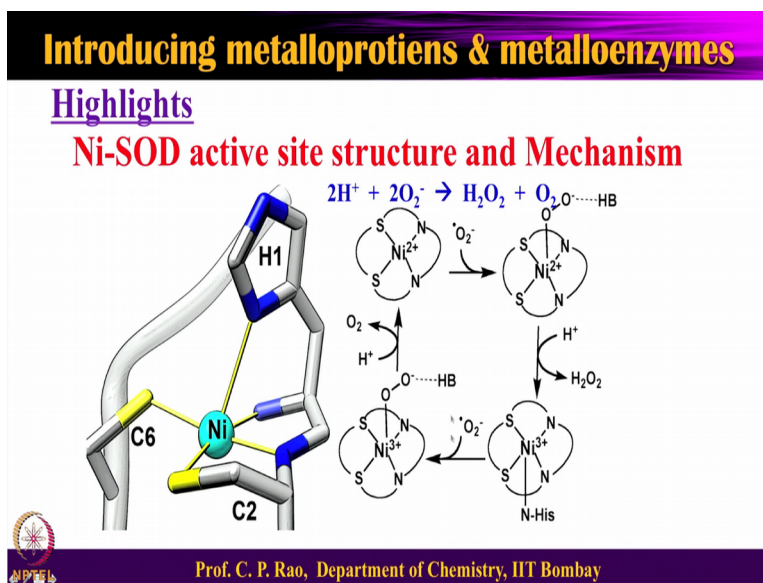 Introducing metalloprotiens & metalloenzymes
Highlights
Ni-SOD active site structure and Mechanism
2H⁺ + 2O₂⁻ → H₂O₂ + O₂
H1
C6
Ni
C2
S N
Ni²⁺
S N
•O₂⁻
O O⁻ HB
S N
Ni²⁺
S N
H⁺
H₂O₂
S N
Ni³⁺
S N
N-His
•O₂⁻
O O⁻ HB
S N
Ni³⁺
S N
H⁺
O₂
NPTEL
Prof. C. P. Rao, Department of Chemistry, IIT Bombay